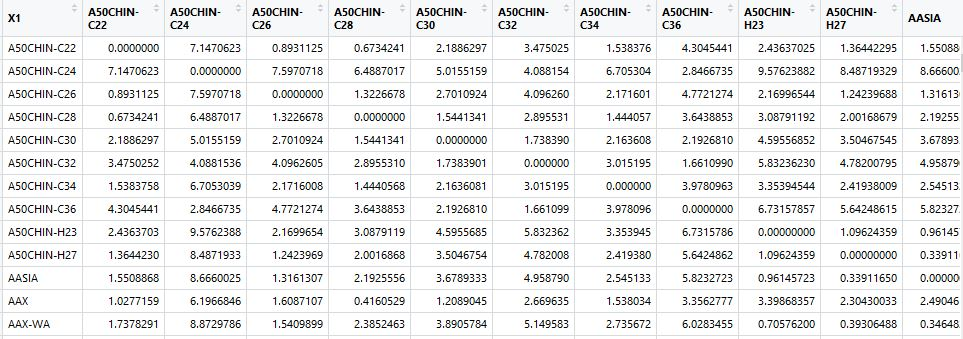 X1 A50CHIN-C22 A50CHIN-C24 A50CHIN-C26 A50CHIN-C28 A50CHIN-C30 A50CHIN-C32 A50CHIN-C34 A50CHIN-C36 A50CHIN-H23 A50CHIN-H27 AASIA
A50CHIN-C22 0.0000000 7.1470623 0.8931125 0.6734241 2.1886297 3.475025 1.538376 4.3045441 2.43637025 1.36442295 1.55088
A50CHIN-C24 7.1470623 0.0000000 7.5970718 6.4887017 5.0155159 4.088154 6.705304 2.8466735 9.57623882 8.48719329 8.66600
A50CHIN-C26 0.8931125 7.5970718 0.0000000 1.3226678 2.7010924 4.096260 2.171601 4.7721274 2.16996544 1.24239688 1.31613
A50CHIN-C28 0.6734241 6.4887017 1.3226678 0.0000000 1.5441341 2.895531 1.444057 3.6438853 3.08791192 2.00168679 2.19255
A50CHIN-C30 2.1886297 5.0155159 2.7010924 1.5441341 0.0000000 1.738390 2.163608 2.1926810 4.59556852 3.50467545 3.67893
A50CHIN-C32 3.4750252 4.0881536 4.0962605 2.8955310 1.7383901 0.000000 3.015195 1.6610990 5.83236230 4.78200795 4.95879
A50CHIN-C34 1.5383758 6.7053039 2.1716008 1.4440568 2.1636081 3.015195 0.000000 3.9780963 3.35394544 2.41938009 2.54513
A50CHIN-C36 4.3045441 2.8466735 4.7721274 3.6438853 2.1926810 1.661099 3.978096 0.0000000 6.73157857 5.64248615 5.82327
A50CHIN-H23 2.4363703 9.5762388 2.1699654 3.0879119 4.5955685 5.832362 3.353945 6.7315786 0.00000000 1.09624359 0.96145
A50CHIN-H27 1.3644230 8.4871933 1.2423969 2.0016868 3.5046754 4.782008 2.419380 5.6424862 1.09624359 0.00000000 0.33911
AASIA 1.5508868 8.6660025 1.3161307 2.1925556 3.6789333 4.958790 2.545133 5.8232723 0.96145723 0.33911650 0.00000
AAX 1.0277159 6.1966846 1.6087107 0.4160529 1.2089045 2.669635 1.538034 3.3562777 3.39868357 2.30430033 2.49046
AAX-WA 1.7378291 8.8729786 1.5409899 2.3852463 3.8905784 5.149583 2.735672 6.0283455 0.70576200 0.39306488 0.34648